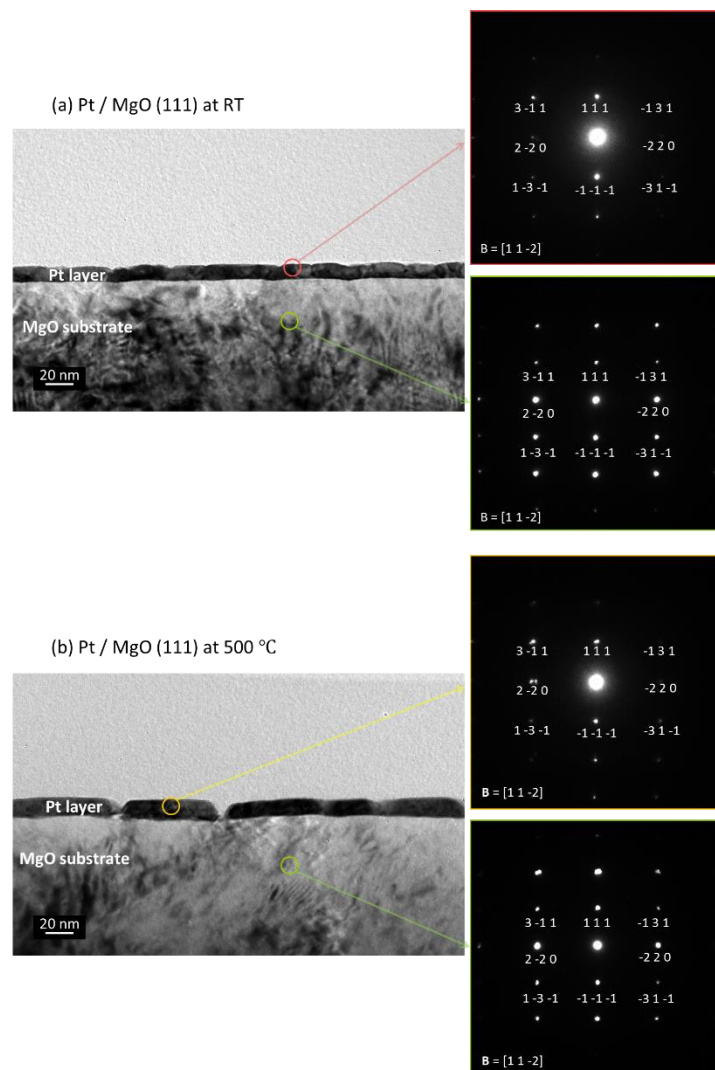 (a) Pt / MgO (111) at RT
3 -1 1 1 1 1 -1 3 1
2 -2 0 -2 2 0
1 -3 -1 -1 -1 -1 -3 1 -1
B = [1 1 -2]
Pt layer
MgO substrate
20 nm
3 -1 1 1 1 1 -1 3 1
2 -2 0 -2 2 0
1 -3 -1 -1 -1 -1 -3 1 -1
B = [1 1 -2]
(b) Pt / MgO (111) at 500 ℃
3 -1 1 1 1 1 -1 3 1
2 -2 0 -2 2 0
1 -3 -1 -1 -1 -1 -3 1 -1
B = [1 1 -2]
Pt layer
MgO substrate
20 nm
3 -1 1 1 1 1 -1 3 1
2 -2 0 -2 2 0
1 -3 -1 -1 -1 -1 -3 1 -1
B = [1 1 -2]